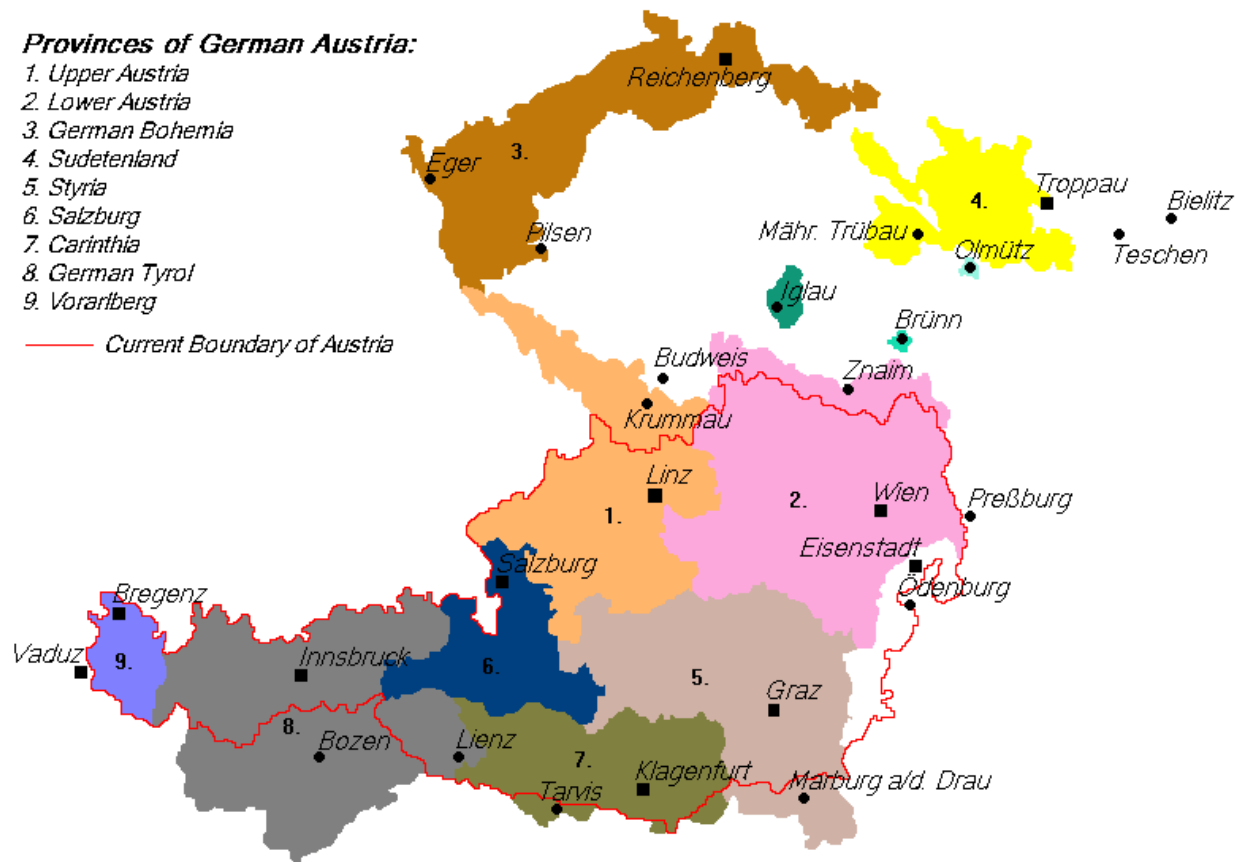 Provinces of German Austria:
1. Upper Austria
2. Lower Austria
3. German Bohemia
4. Sudetenland
5. Styria
6. Salzburg
7. Carinthia
8. German Tyrol
9. Vorarlberg
Current Boundary of Austria
Reichenberg
3.
Eger
Pilsen
4.
Troppau
Bielitz
Mähr. Trübau
Teschen
Olmütz
Iglau
Brünn
Budweis
Znaim
Krummau
Linz
2.
Wien
1.
Preßburg
Eisenstadt
Salzburg
Ödenburg
Bregenz
Vaduz
9.
Innsbruck
6.
5.
Graz
8.
Bozen
Lienz
7.
Klagenfurt
Tarvis
Marburg a/d. Drau